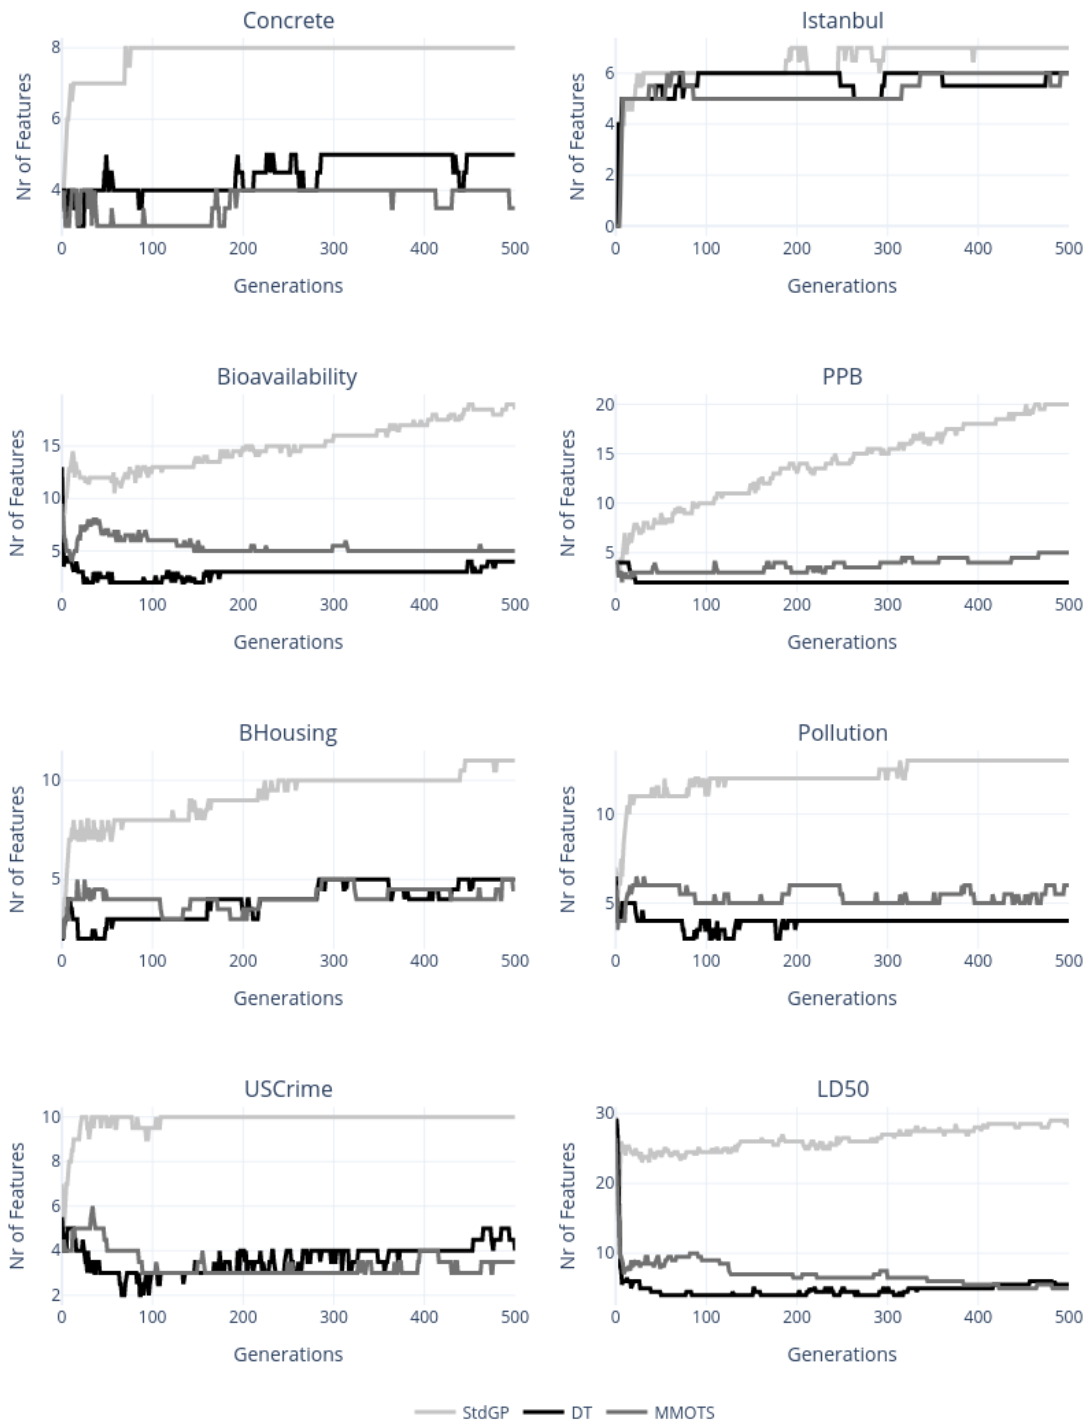 Concrete
Istanbul
Nr of Features
8
6
4
0 100 200 300 400 500
Generations
Nr of Features
6
4
2
0
0 100 200 300 400 500
Generations
Bioavailability
PPB
Nr of Features
15
10
5
0 100 200 300 400 500
Generations
Nr of Features
20
15
10
5
0 100 200 300 400 500
Generations
BHousing
Pollution
Nr of Features
10
5
0 100 200 300 400 500
Generations
Nr of Features
10
5
0 100 200 300 400 500
Generations
USCrime
LD50
Nr of Features
10
8
6
4
2
0 100 200 300 400 500
Generations
Nr of Features
30
20
10
0 100 200 300 400 500
Generations
StdGP DT MMOTS